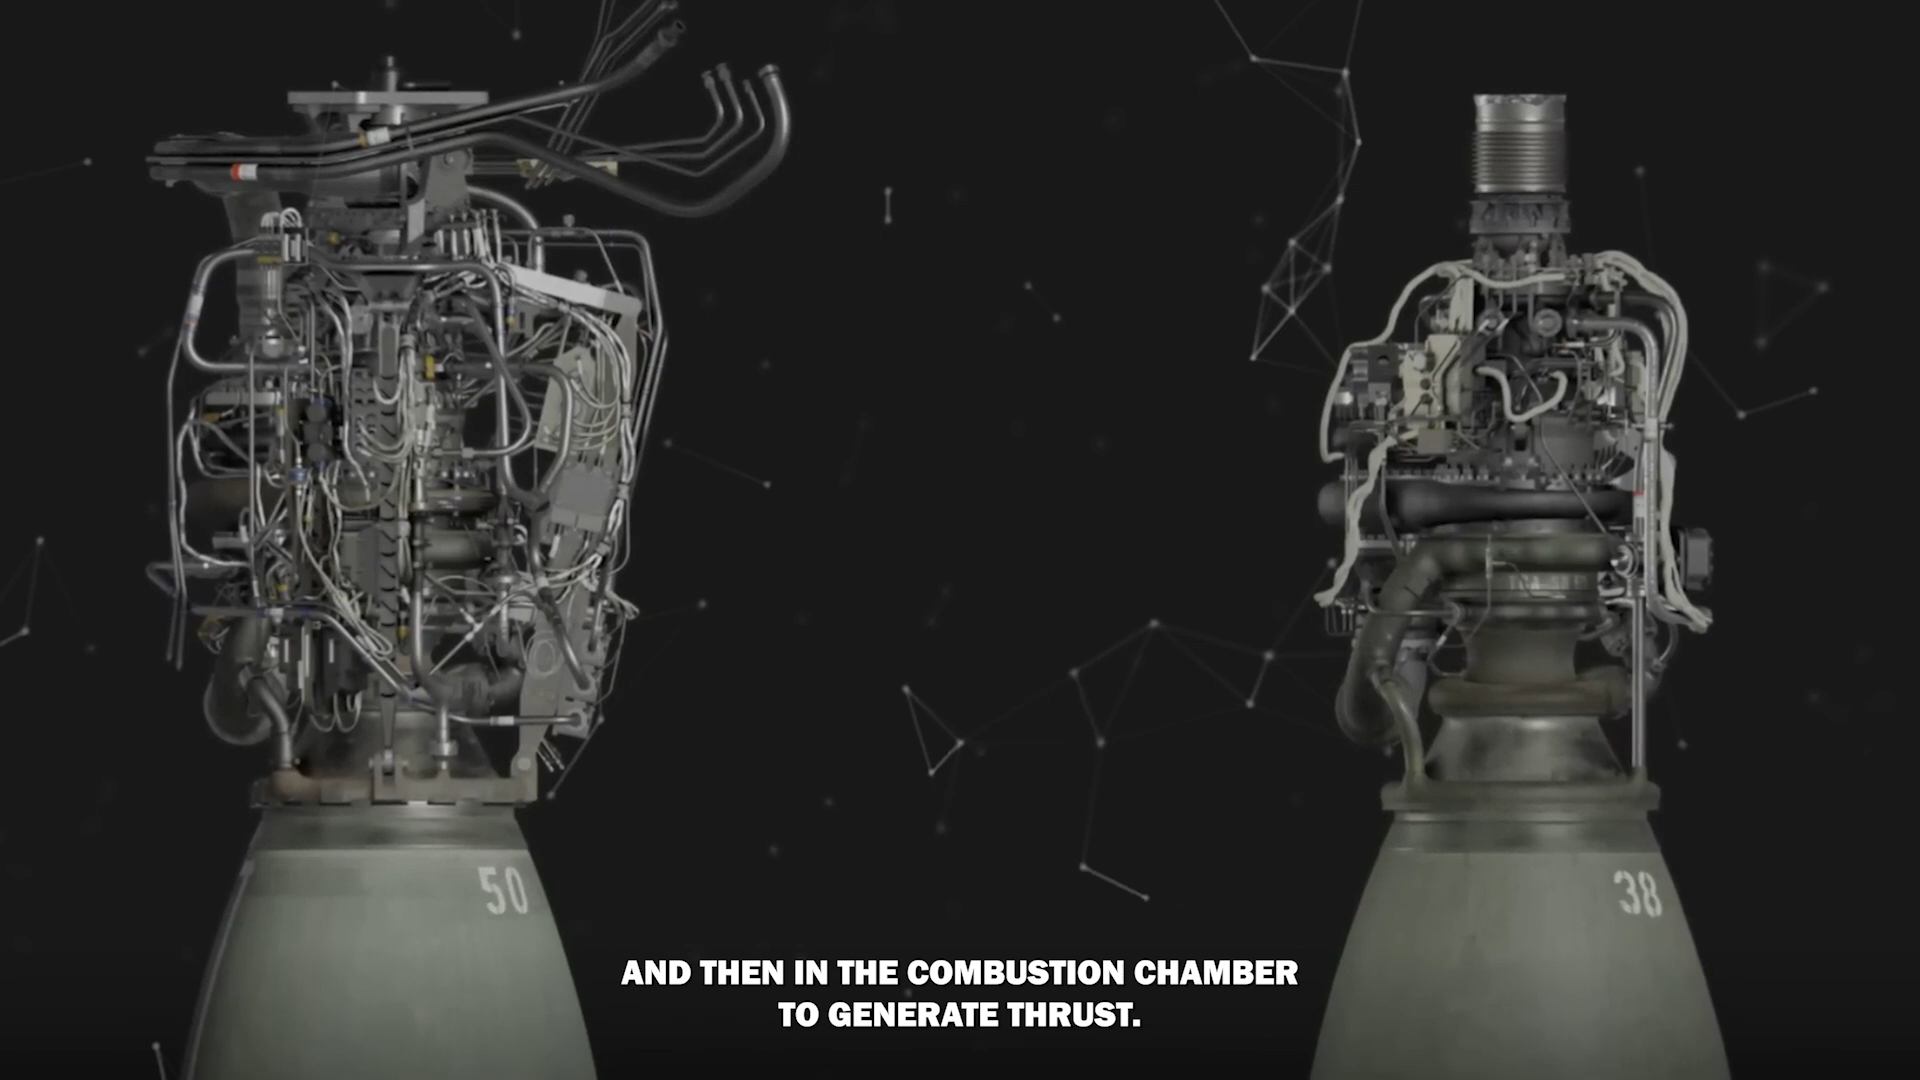 50
38
AND THEN IN THE COMBUSTION CHAMBER
TO GENERATE THRUST.